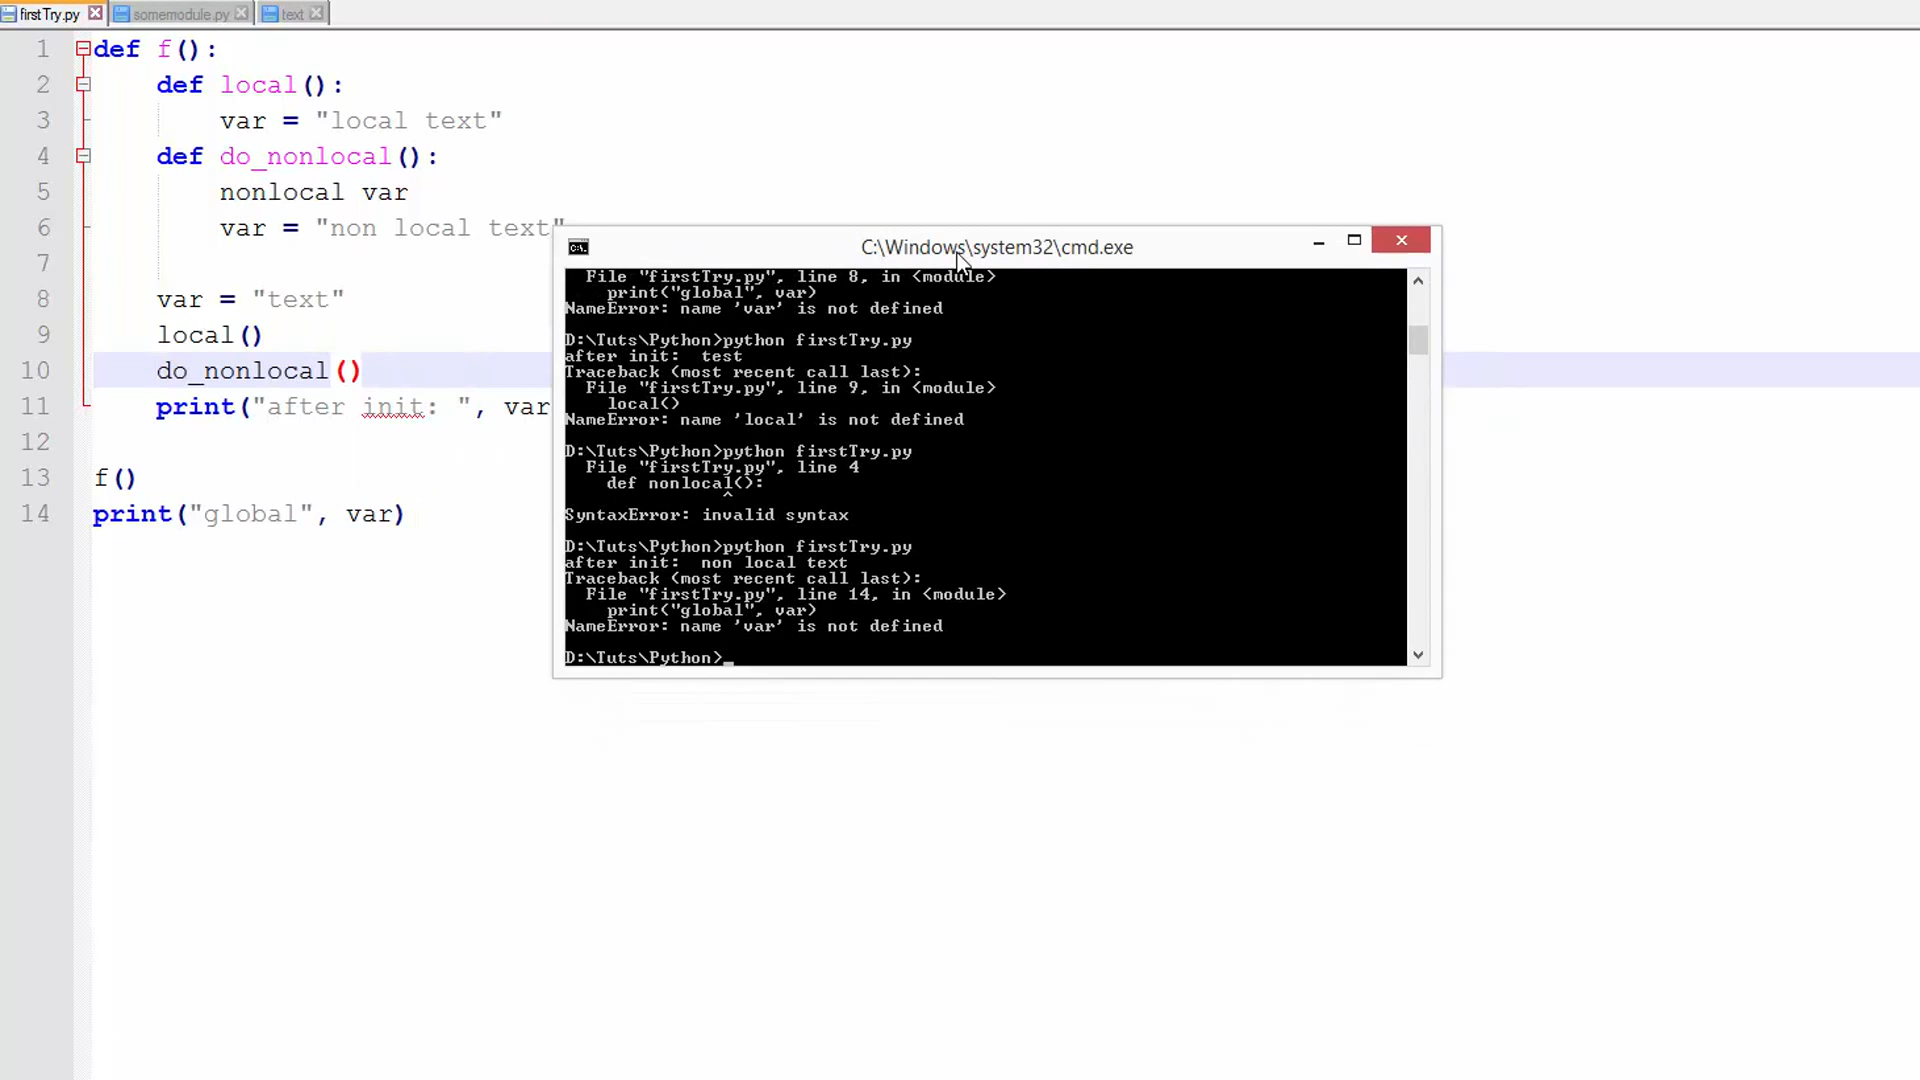 firstTry.py somemodule.py text
1 def f():
2 def local():
3 var = "local text"
4 def do_nonlocal():
5 nonlocal var
6 var = "non local text"
7
8 var = "text"
9 local()
10 do_nonlocal()
11 print("after init: ", var
12
13 f()
14 print("global", var)
C:\Windows\system32\cmd.exe
File "firstTry.py", line 8, in <module>
print("global", var)
NameError: name 'var' is not defined
D:\Tuts\Python>python firstTry.py
after init:  test
Traceback (most recent call last):
File "firstTry.py", line 9, in <module>
local()
NameError: name 'local' is not defined
D:\Tuts\Python>python firstTry.py
File "firstTry.py", line 4
def nonlocal():
^
SyntaxError: invalid syntax
D:\Tuts\Python>python firstTry.py
after init:  non local text
Traceback (most recent call last):
File "firstTry.py", line 14, in <module>
print("global", var)
NameError: name 'var' is not defined
D:\Tuts\Python>_